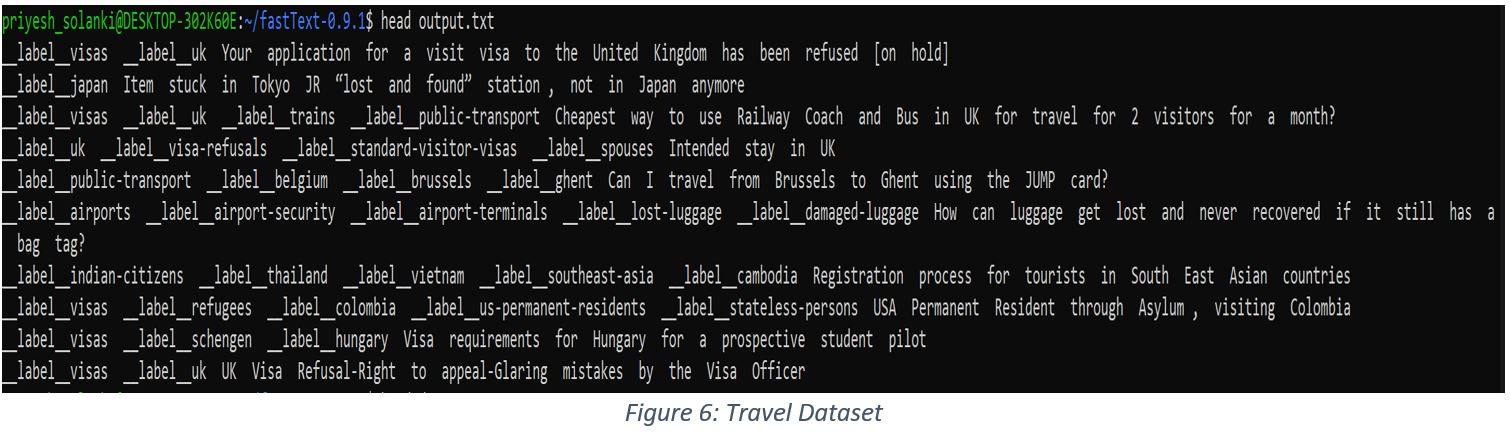 priyesh_solanki@DESKTOP-302K60E:~/fastText-0.9.1$ head output.txt
__label__visas __label__uk Your application for a visit visa to the United Kingdom has been refused [on hold]
__label__japan Item stuck in Tokyo JR “lost and found” station , not in Japan anymore
__label__visas __label__uk __label__trains __label__public-transport Cheapest way to use Railway Coach and Bus in UK for travel for 2 visitors for a month?
__label__uk __label__visa-refusals __label__standard-visitor-visas __label__spouses Intended stay in UK
__label__public-transport __label__belgium __label__brussels __label__ghent Can I travel from Brussels to Ghent using the JUMP card?
__label__airports __label__airport-security __label__airport-terminals __label__lost-luggage __label__damaged-luggage How can luggage get lost and never recovered if it still has a
bag tag?
__label__indian-citizens __label__thailand __label__vietnam __label__southeast-asia __label__cambodia Registration process for tourists in South East Asian countries
__label__visas __label__refugees __label__colombia __label__us-permanent-residents __label__stateless-persons USA Permanent Resident through Asylum , visiting Colombia
__label__visas __label__schengen __label__hungary Visa requirements for Hungary for a prospective student pilot
__label__visas __label__uk UK Visa Refusal-Right to appeal-Glaring mistakes by the Visa Officer
Figure 6: Travel Dataset